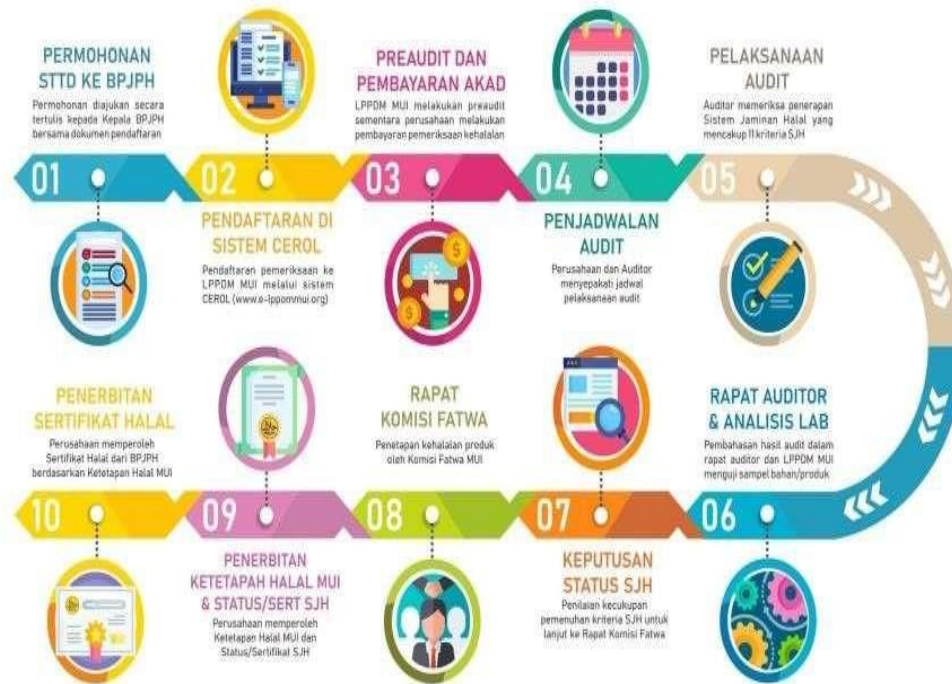 PERMOHONAN
STTD KE BPJPH
Permohonan diajukan secara
tertulis kepada Kepala BPJPH
bersama dokumen pendaftaran
01
02
PENDAFTARAN DI
SISTEM CEROL
Pendaftaran pemeriksaan ke
LPPOM MUI melalui sistem
CEROL (www.e-lppommui.org)
PREAUDIT DAN
PEMBAYARAN AKAD
LPPOM MUI melakukan preaudit
sementara perusahaan melakukan
pembayaran pemeriksaan kehalalan
03
04
PENJADWALAN
AUDIT
Perusahaan dan Auditor
menyepakati jadwal
pelaksanaan audit
PELAKSANAAN
AUDIT
Auditor memeriksa penerapan
Sistem Jaminan Halal yang
mencakup 11 kriteria SJH
05
RAPAT AUDITOR
& ANALISIS LAB
Pembahasan hasil audit dalam
rapat auditor dan LPPOM MUI
menguji sampel bahan/produk
06
07
KEPUTUSAN
STATUS SJH
Penilaian kecukupan
pemenuhan kriteria SJH untuk
lanjut ke Rapat Komisi Fatwa
RAPAT
KOMISI FATWA
Penetapan kehalalan produk
oleh Komisi Fatwa MUI
08
09
PENERBITAN
KETETAPAH HALAL MUI
& STATUS/SERT SJH
Perusahaan memperoleh
Ketetapan Halal MUI dan
Status/Sertifikat SJH
PENERBITAN
SERTIFIKAT HALAL
Perusahaan memperoleh
Sertifikat Halal dari BPJPH
berdasarkan Ketetapan Halal MUI
10